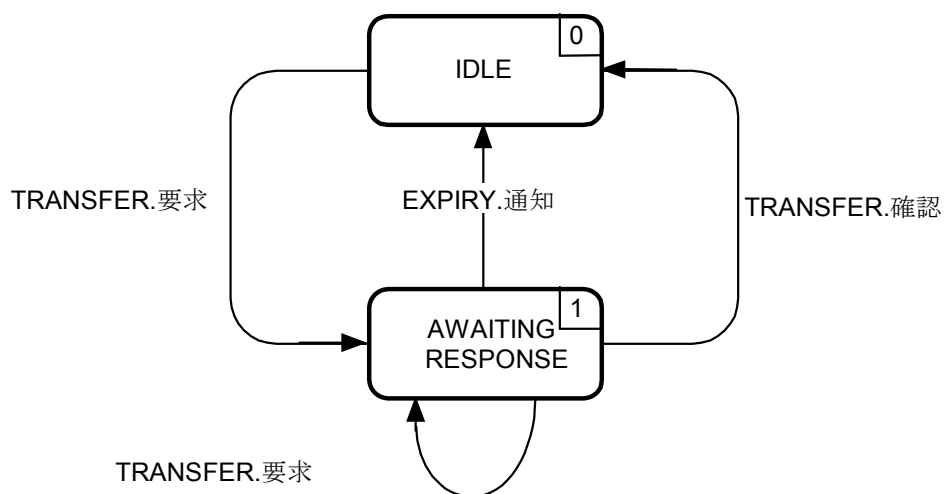 0
IDLE
TRANSFER.要求
EXPIRY.通知
TRANSFER.確認
1
AWAITING
RESPONSE
TRANSFER.要求